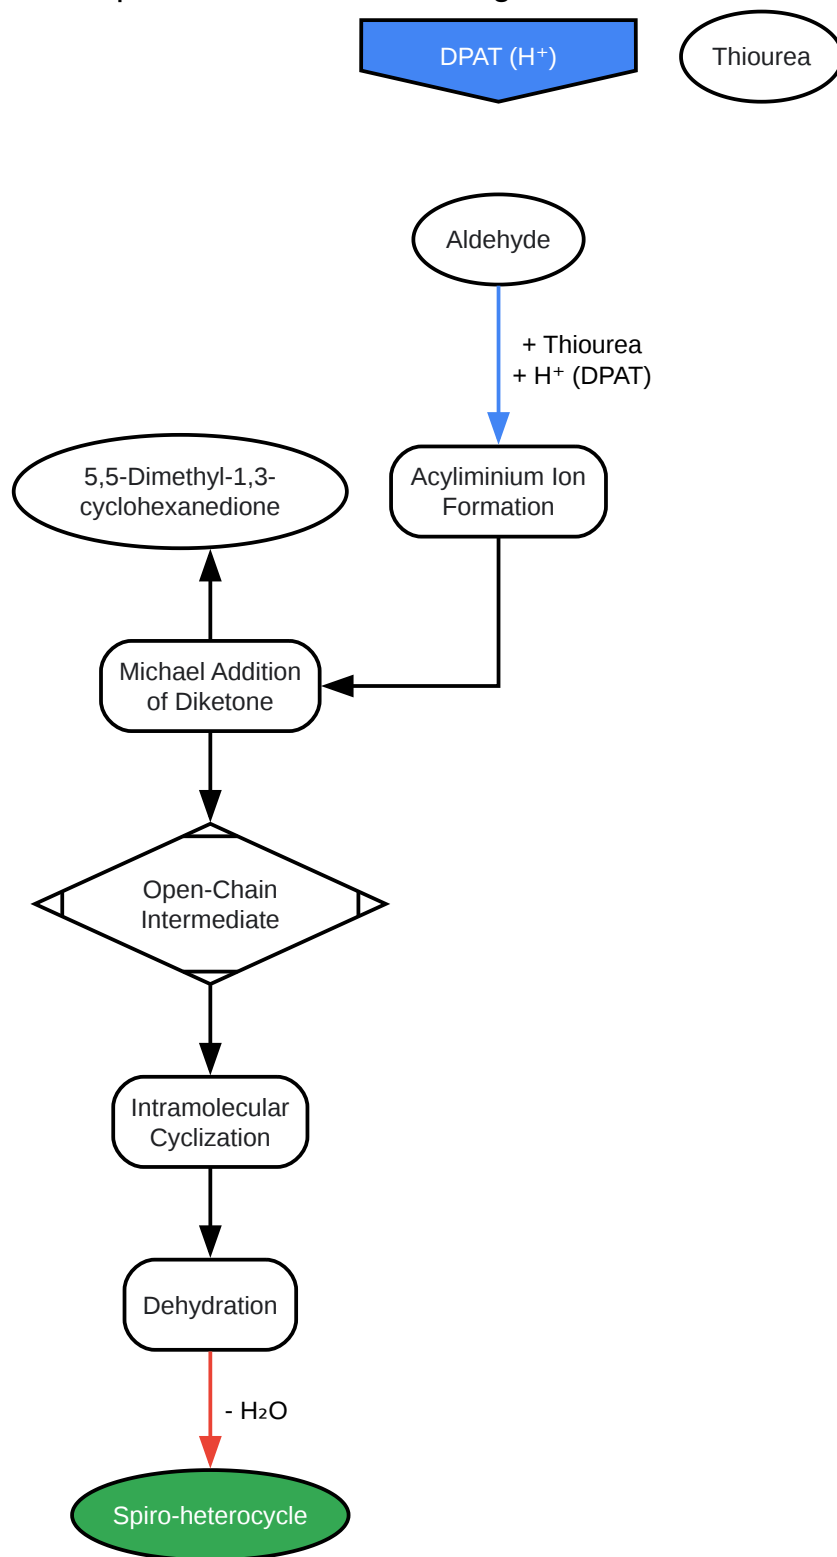 DPAT (H⁺)
Thiourea
Aldehyde
+ Thiourea
+ H⁺ (DPAT)
5,5-Dimethyl-1,3-
cyclohexanedione
Acyliminium Ion
Formation
Michael Addition
of Diketone
Open-Chain
Intermediate
Intramolecular
Cyclization
Dehydration
- H₂O
Spiro-heterocycle